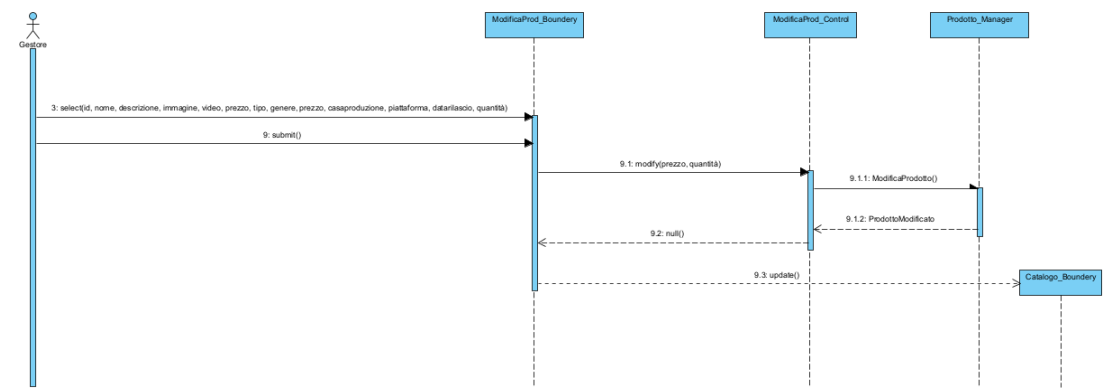 ModificaProd_Boundery
ModificaProd_Control
Prodotto_Manager
Gestore
3: select(id, nome, descrizione, immagine, video, prezzo, tipo, genere, prezzo, casaproduzione, piattaforma, datarilascio, quantità)
9: submit()
9.1: modify(prezzo, quantità)
9.1.1: ModificaProdotto()
9.1.2: ProdottoModificato
9.2: null()
9.3: update()
Catalogo_Boundery